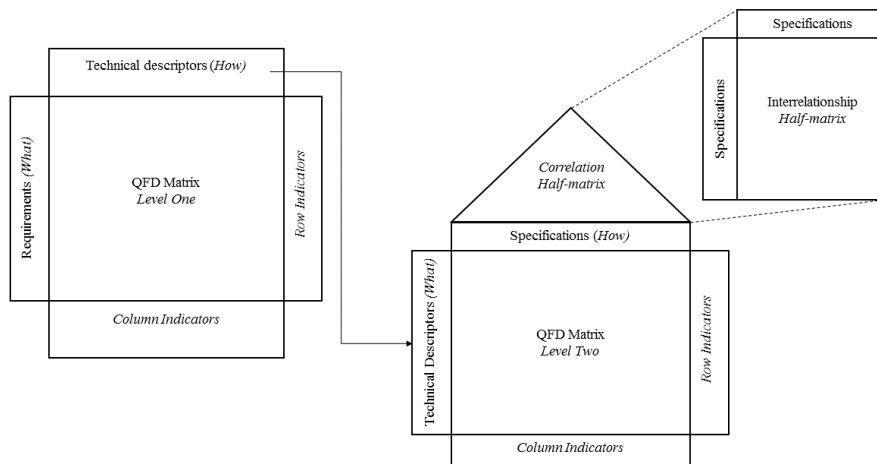 Technical descriptors (How)
Requirements (What)
QFD Matrix
Level One
Row Indicators
Column Indicators
Correlation
Half-matrix
Specifications (How)
Technical Descriptors (What)
QFD Matrix
Level Two
Row Indicators
Column Indicators
Specifications
Specifications
Interrelationship
Half-matrix